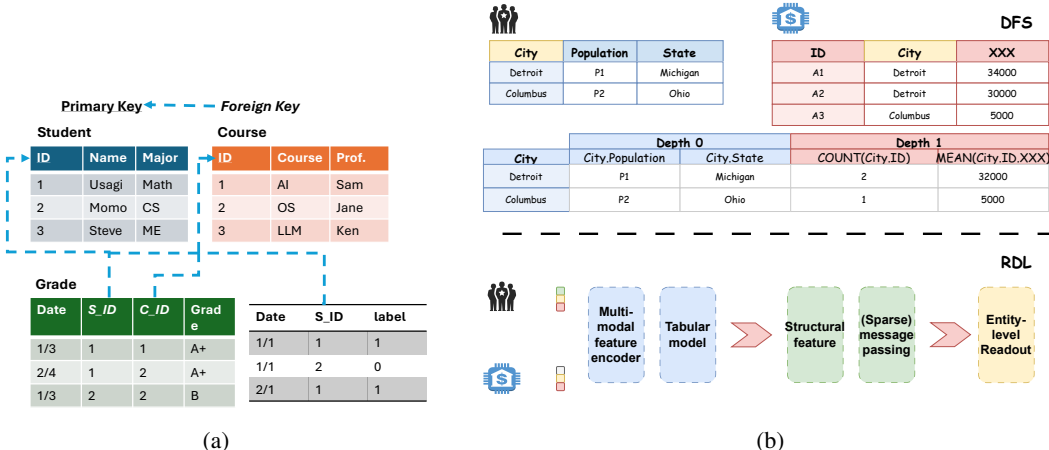 Primary Key Foreign Key
Student
ID Name Major
1 Usagi Math
2 Momo CS
3 Steve ME
Course
ID Course Prof.
1 AI Sam
2 OS Jane
3 LLM Ken
Grade
Date S_ID C_ID Grad
e
1/3 1 1 A+
2/4 1 2 A+
1/3 2 2 B
Date S_ID label
1/1 1 1
1/1 2 0
2/1 1 1
(a)
DFS
City Population State
Detroit P1 Michigan
Columbus P2 Ohio
ID City XXX
A1 Detroit 34000
A2 Detroit 30000
A3 Columbus 5000
Depth 0 Depth 1
City City.Population City.State COUNT(City.ID) MEAN(City.ID.XXX)
Detroit P1 Michigan 2 32000
Columbus P2 Ohio 1 5000
RDL
Multi-
modal
feature
encoder
Tabular
model
Structural
feature
(Sparse)
message
passing
Entity-
level
Readout
(b)